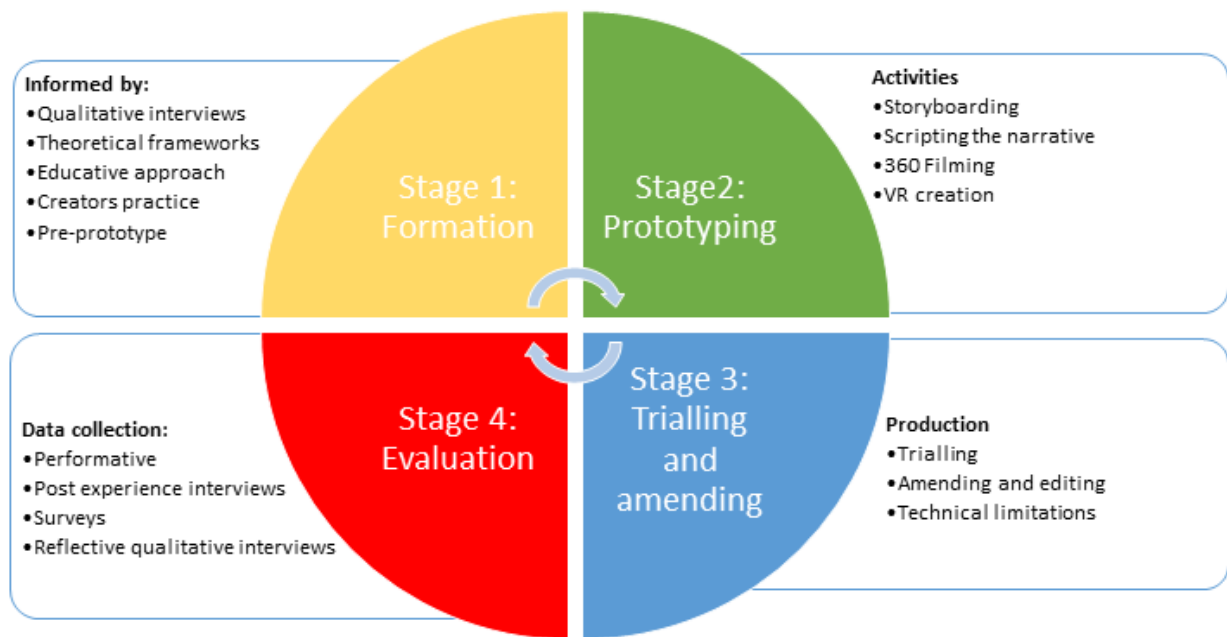 Informed by:
•Qualitative interviews
•Theoretical frameworks
•Educative approach
•Creators practice
•Pre-prototype
Stage 1:
Formation
Stage2:
Prototyping
Activities
•Storyboarding
•Scripting the narrative
•360 Filming
•VR creation
Data collection:
•Performative
•Post experience interviews
•Surveys
•Reflective qualitative interviews
Stage 4:
Evaluation
Stage 3:
Trialling
and
amending
Production
•Trialling
•Amending and editing
•Technical limitations